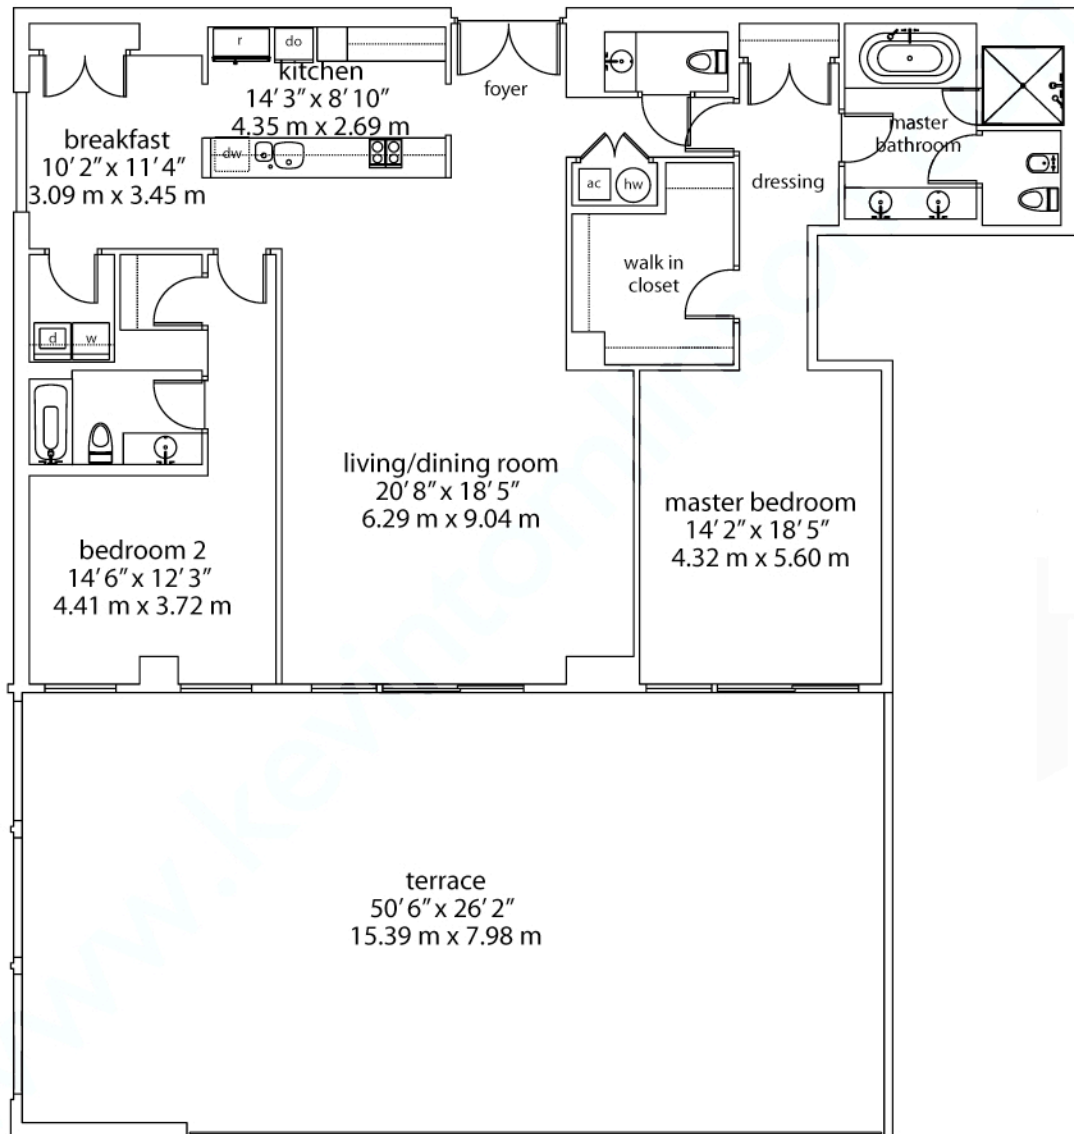 r
do
kitchen
14' 3" x 8' 10"
4.35 m x 2.69 m
foyer
breakfast
10' 2" x 11' 4"
3.09 m x 3.45 m
dw
master
bathroom
dressing
ac
hw
walk in
closet
d
w
living/dining room
20' 8" x 18' 5"
6.29 m x 9.04 m
master bedroom
14' 2" x 18' 5"
4.32 m x 5.60 m
bedroom 2
14' 6" x 12' 3"
4.41 m x 3.72 m
terrace
50' 6" x 26' 2"
15.39 m x 7.98 m